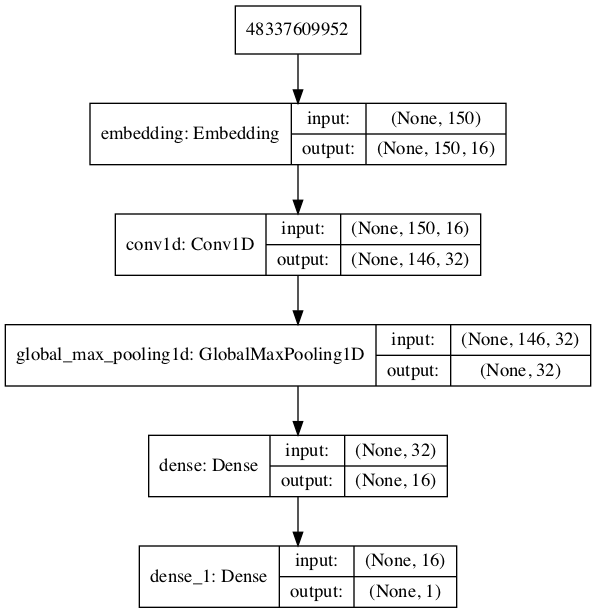 48337609952
embedding: Embedding
input: (None, 150)
output: (None, 150, 16)
conv1d: Conv1D
input: (None, 150, 16)
output: (None, 146, 32)
global_max_pooling1d: GlobalMaxPooling1D
input: (None, 146, 32)
output: (None, 32)
dense: Dense
input: (None, 32)
output: (None, 16)
dense_1: Dense
input: (None, 16)
output: (None, 1)